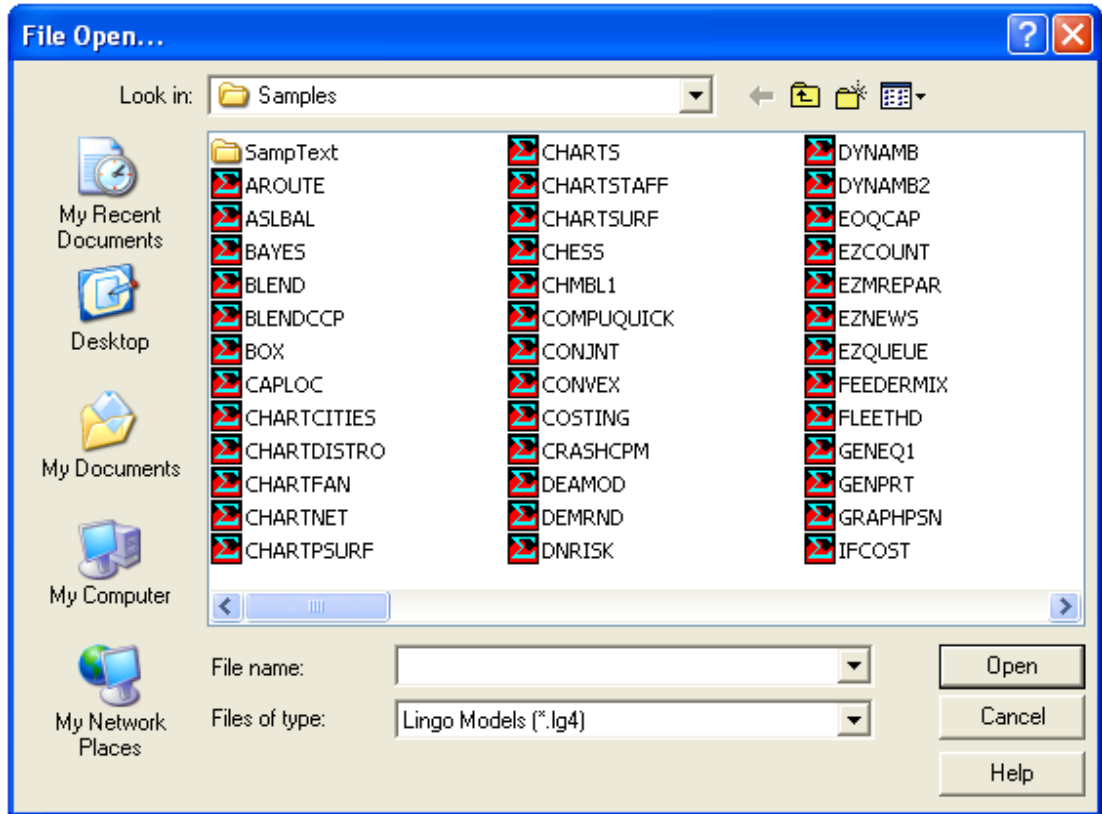 File Open...
Look in:
Samples
My Recent
Documents
Desktop
My Documents
My Computer
My Network
Places
SampText
AROUTE
ASLBAL
BAYES
BLEND
BLENDCCP
BOX
CAPLOC
CHARTCITIES
CHARTDISTRO
CHARTFAN
CHARTNET
CHARTPSURF
CHARTS
CHARTSTAFF
CHARTSURF
CHESS
CHMBL1
COMPUQUICK
CONJNT
CONVEX
COSTING
CRASHCPM
DEAMOD
DEMRND
DNRISK
DYNAMB
DYNAMB2
EOQCAP
EZCOUNT
EZMREPAR
EZNEWS
EZQUEUE
FEEDERMIX
FLEETHD
GENEQ1
GENPRT
GRAPHPSN
IFCOST
File name:
Open
Files of type:
Lingo Models (*.lg4)
Cancel
Help